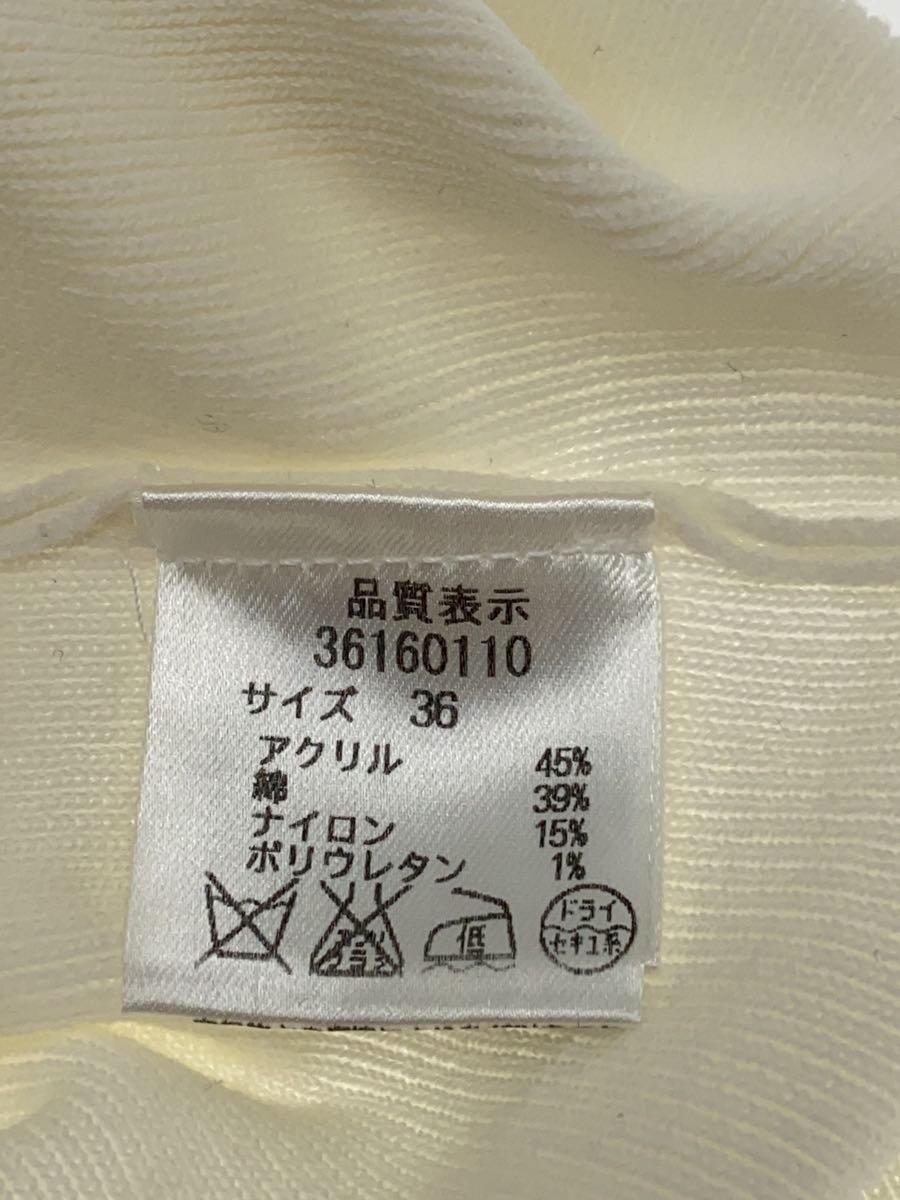 品質表示
36160110
サイズ 36
アクリル 45%
綿 39%
ナイロン 15%
ポリウレタン 1%
低
ドライ
セキユ系